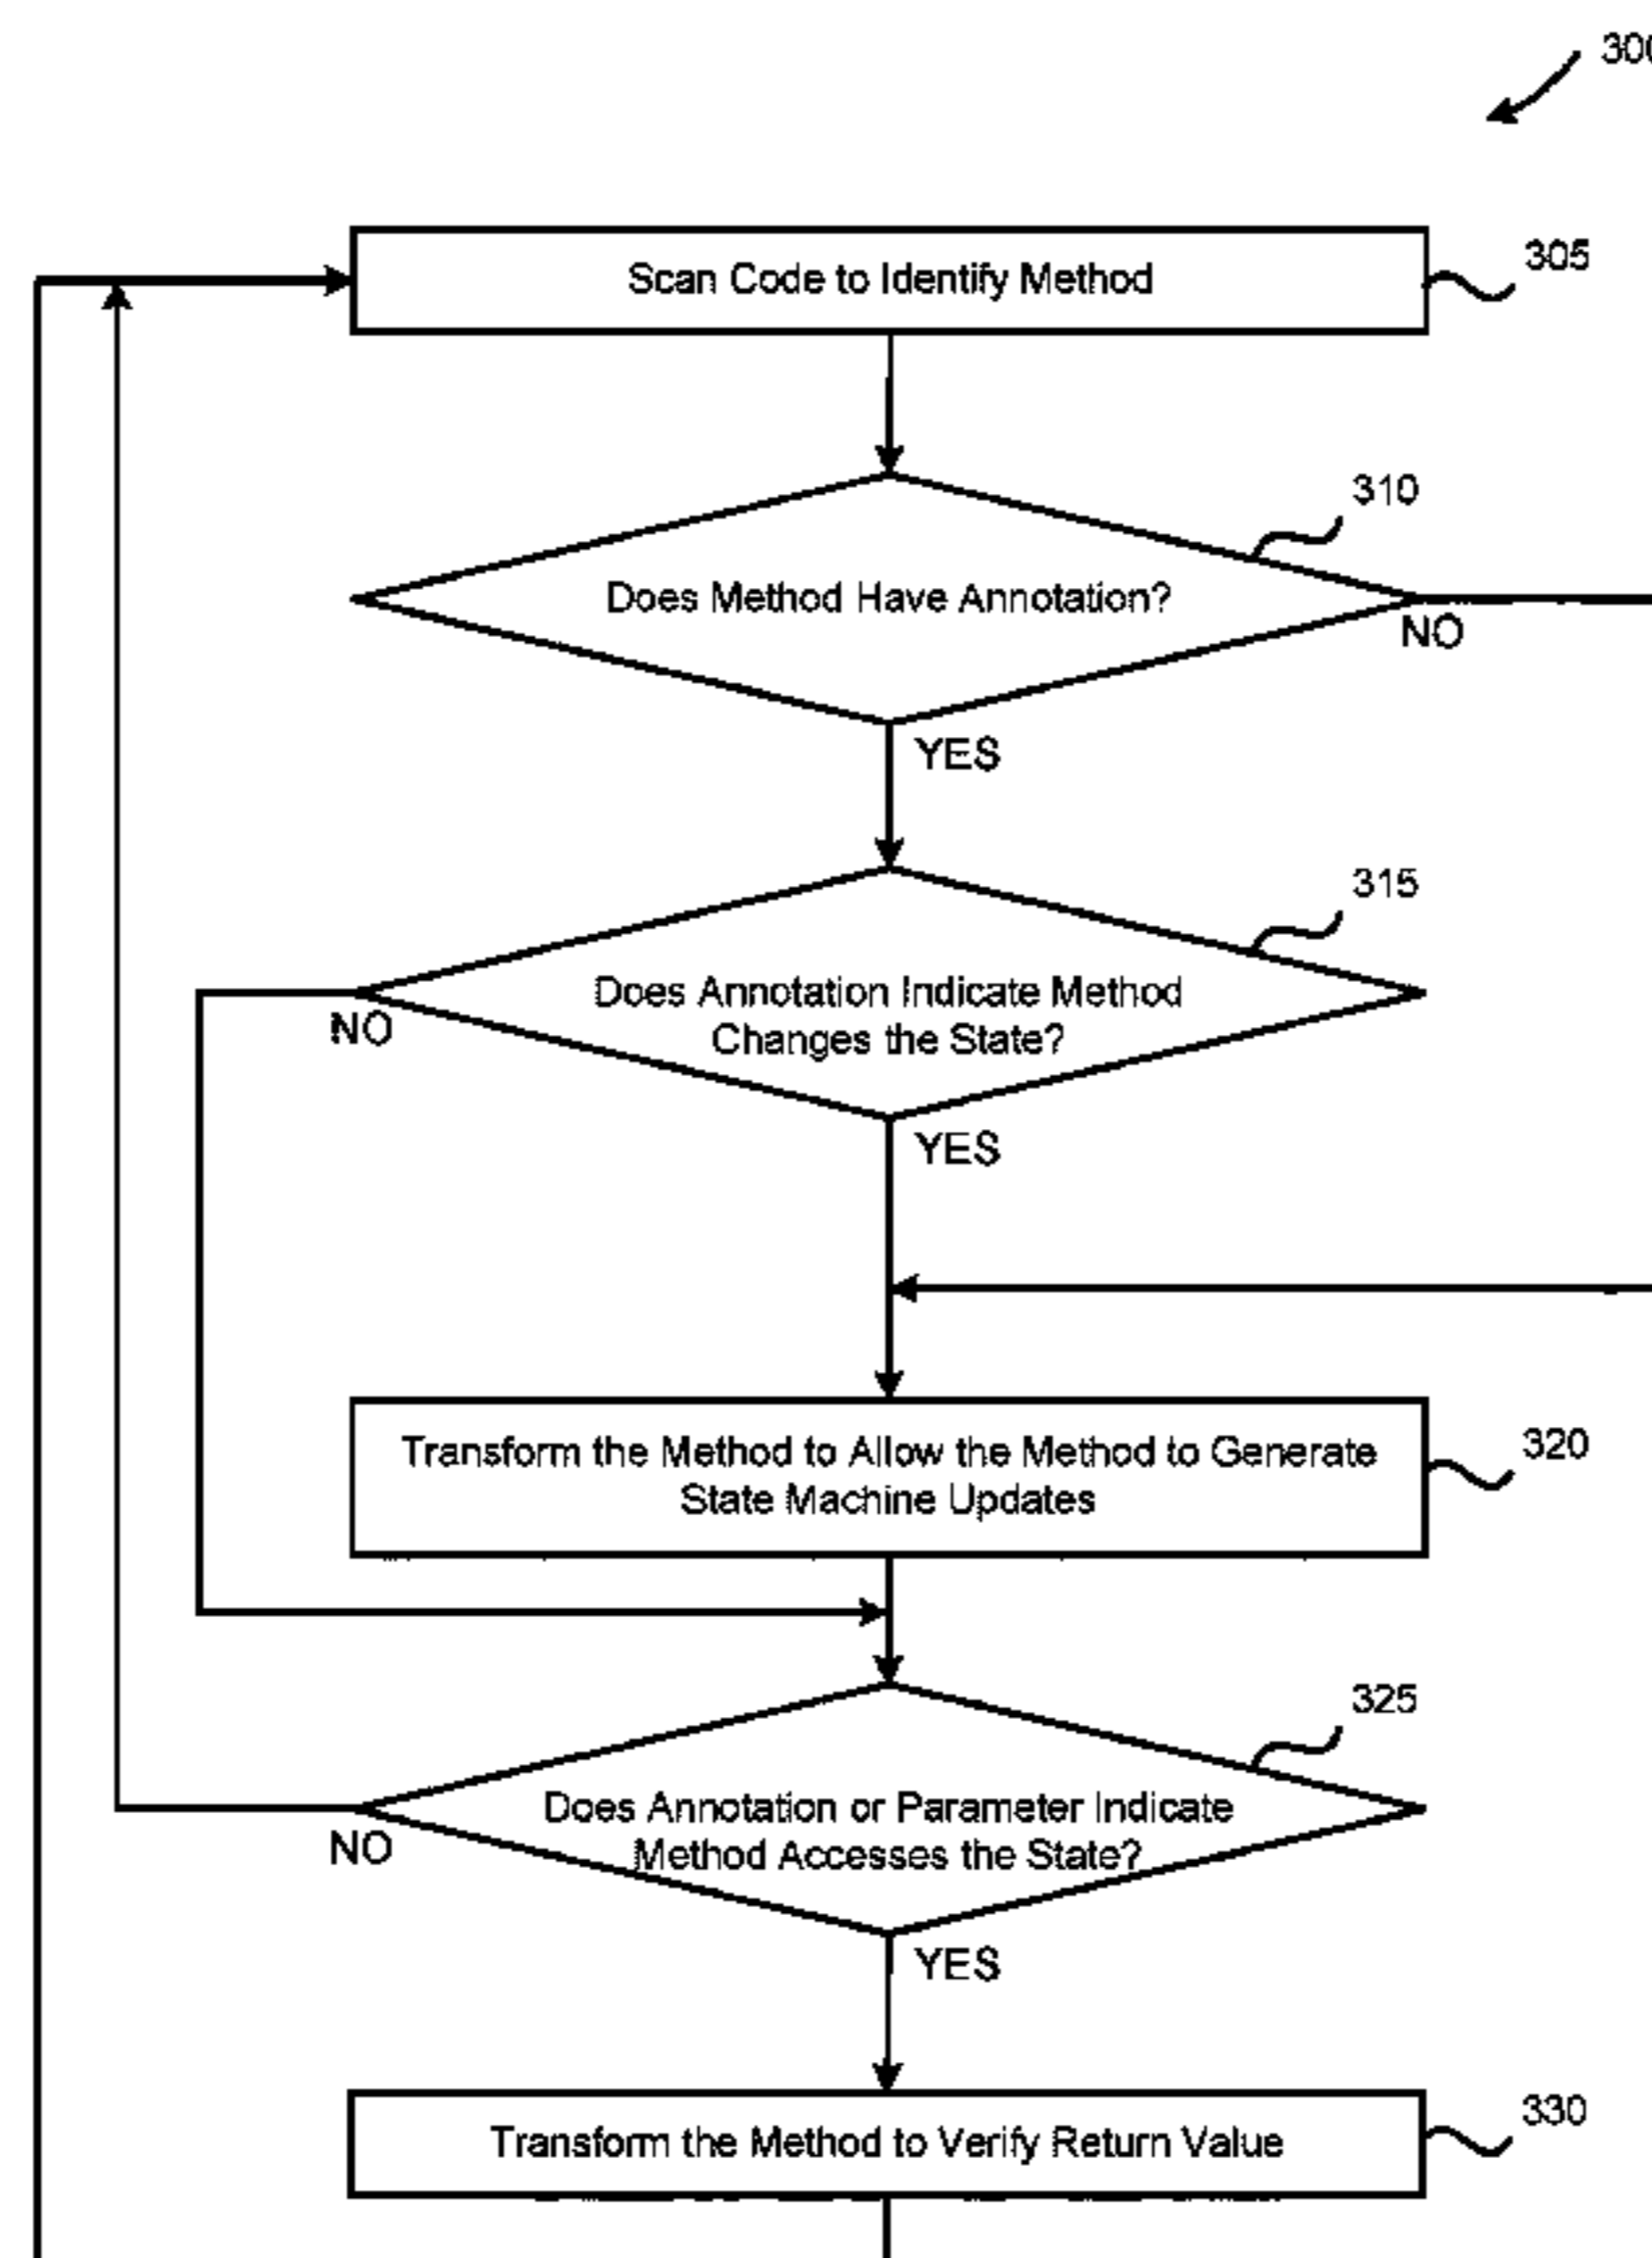 300
Scan Code to Identify Method
305
310
Does Method Have Annotation?
NO
YES
315
Does Annotation Indicate Method
Changes the State?
NO
YES
Transform the Method to Allow the Method to Generate
State Machine Updates
320
325
Does Annotation or Parameter Indicate
Method Accesses the State?
NO
YES
Transform the Method to Verify Return Value
330